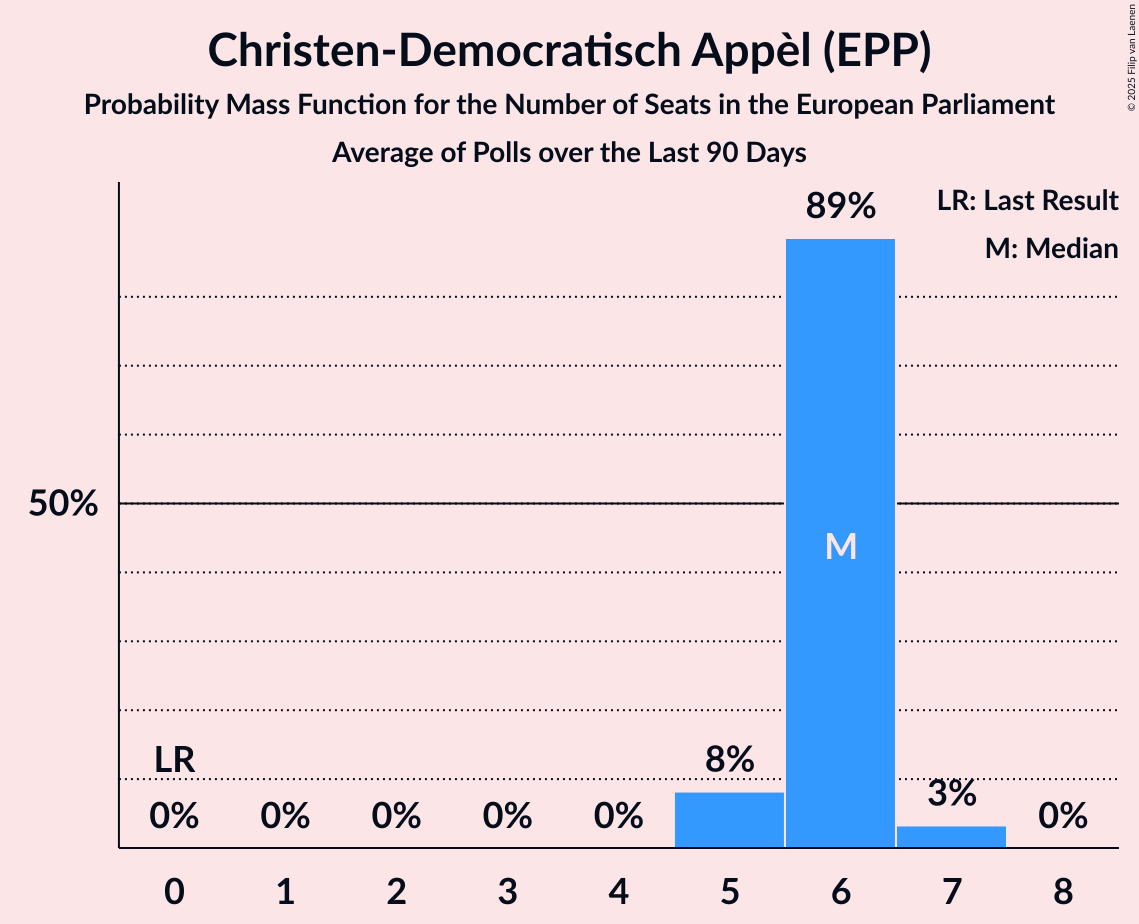 Christen-Democratisch Appèl (EPP)
Probability Mass Function for the Number of Seats in the European Parliament
Average of Polls over the Last 90 Days
© 2025 Filip van Laenen
LR: Last Result
M: Median
89%
50%
M
LR
8%
3%
0% 0% 0% 0% 0% 0%
0 1 2 3 4 5 6 7 8